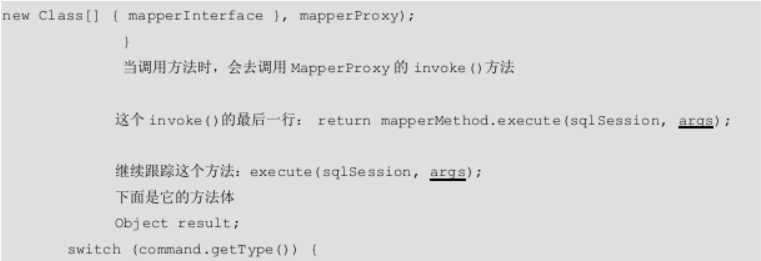 new Class[] { mapperInterface }, mapperProxy);
}
当调用方法时，会去调用 MapperProxy 的 invoke()方法
这个 invoke()的最后一行： return mapperMethod.execute(sqlSession, args);
继续跟踪这个方法：execute(sqlSession, args);
下面是它的方法体
Object result;
switch (command.getType()) {